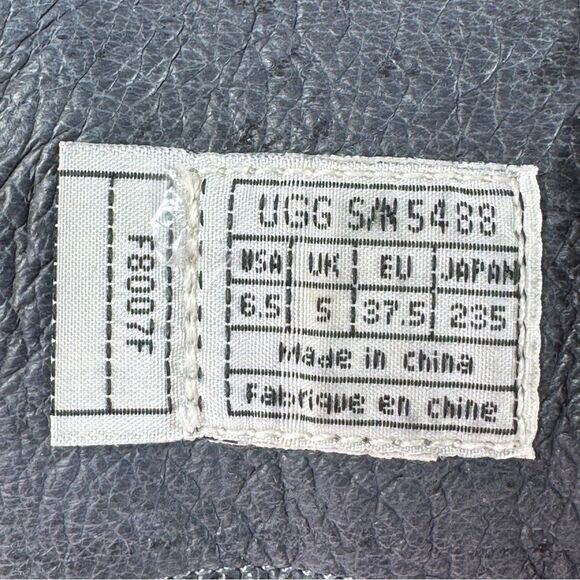 UGG S/N 5488
USA UK EU JAPAN
6.5 5 37.5 235
Made in china
Fabrique en chine
F8007F